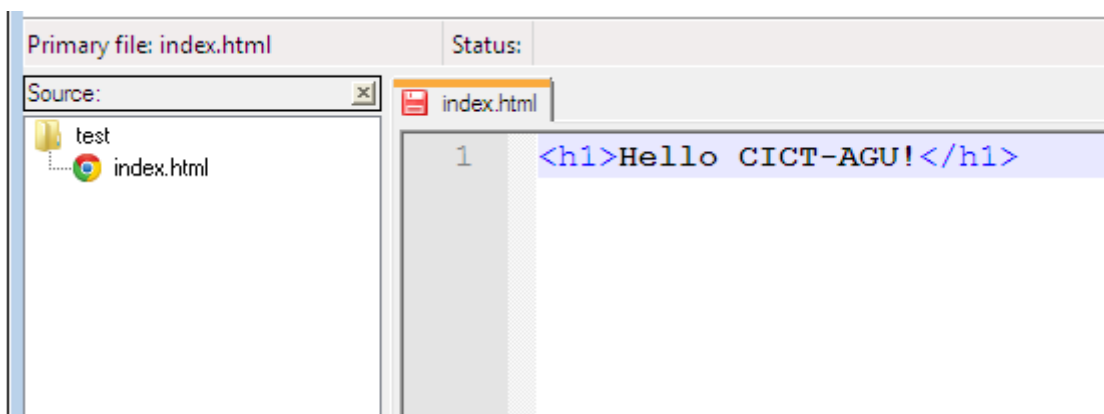 Primary file: index.html Status:
Source:
index.html
test
index.html
1 <h1>Hello CICT-AGU!</h1>